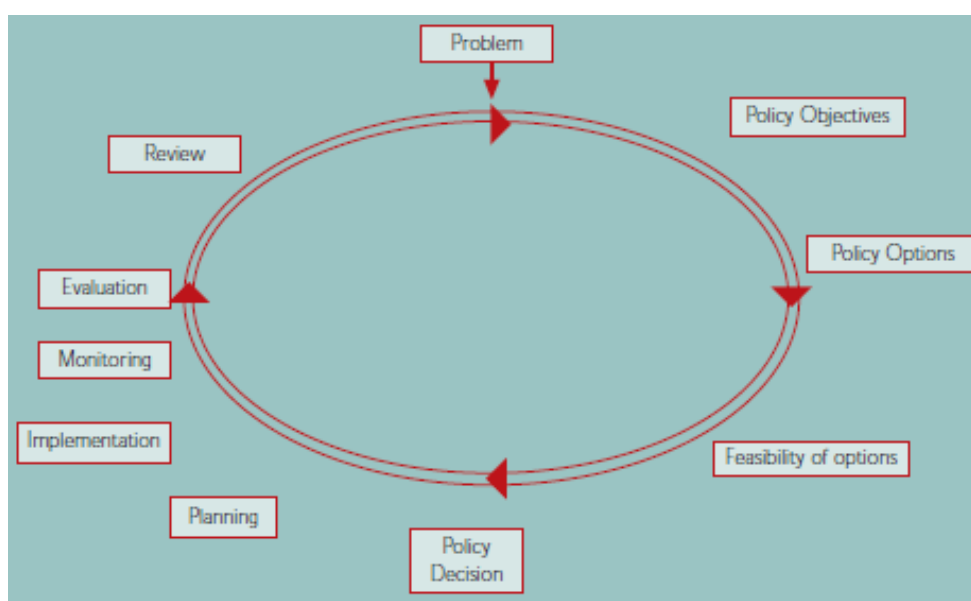 Problem
Policy Objectives
Policy Options
Feasibility of options
Policy
Decision
Planning
Implementation
Monitoring
Evaluation
Review